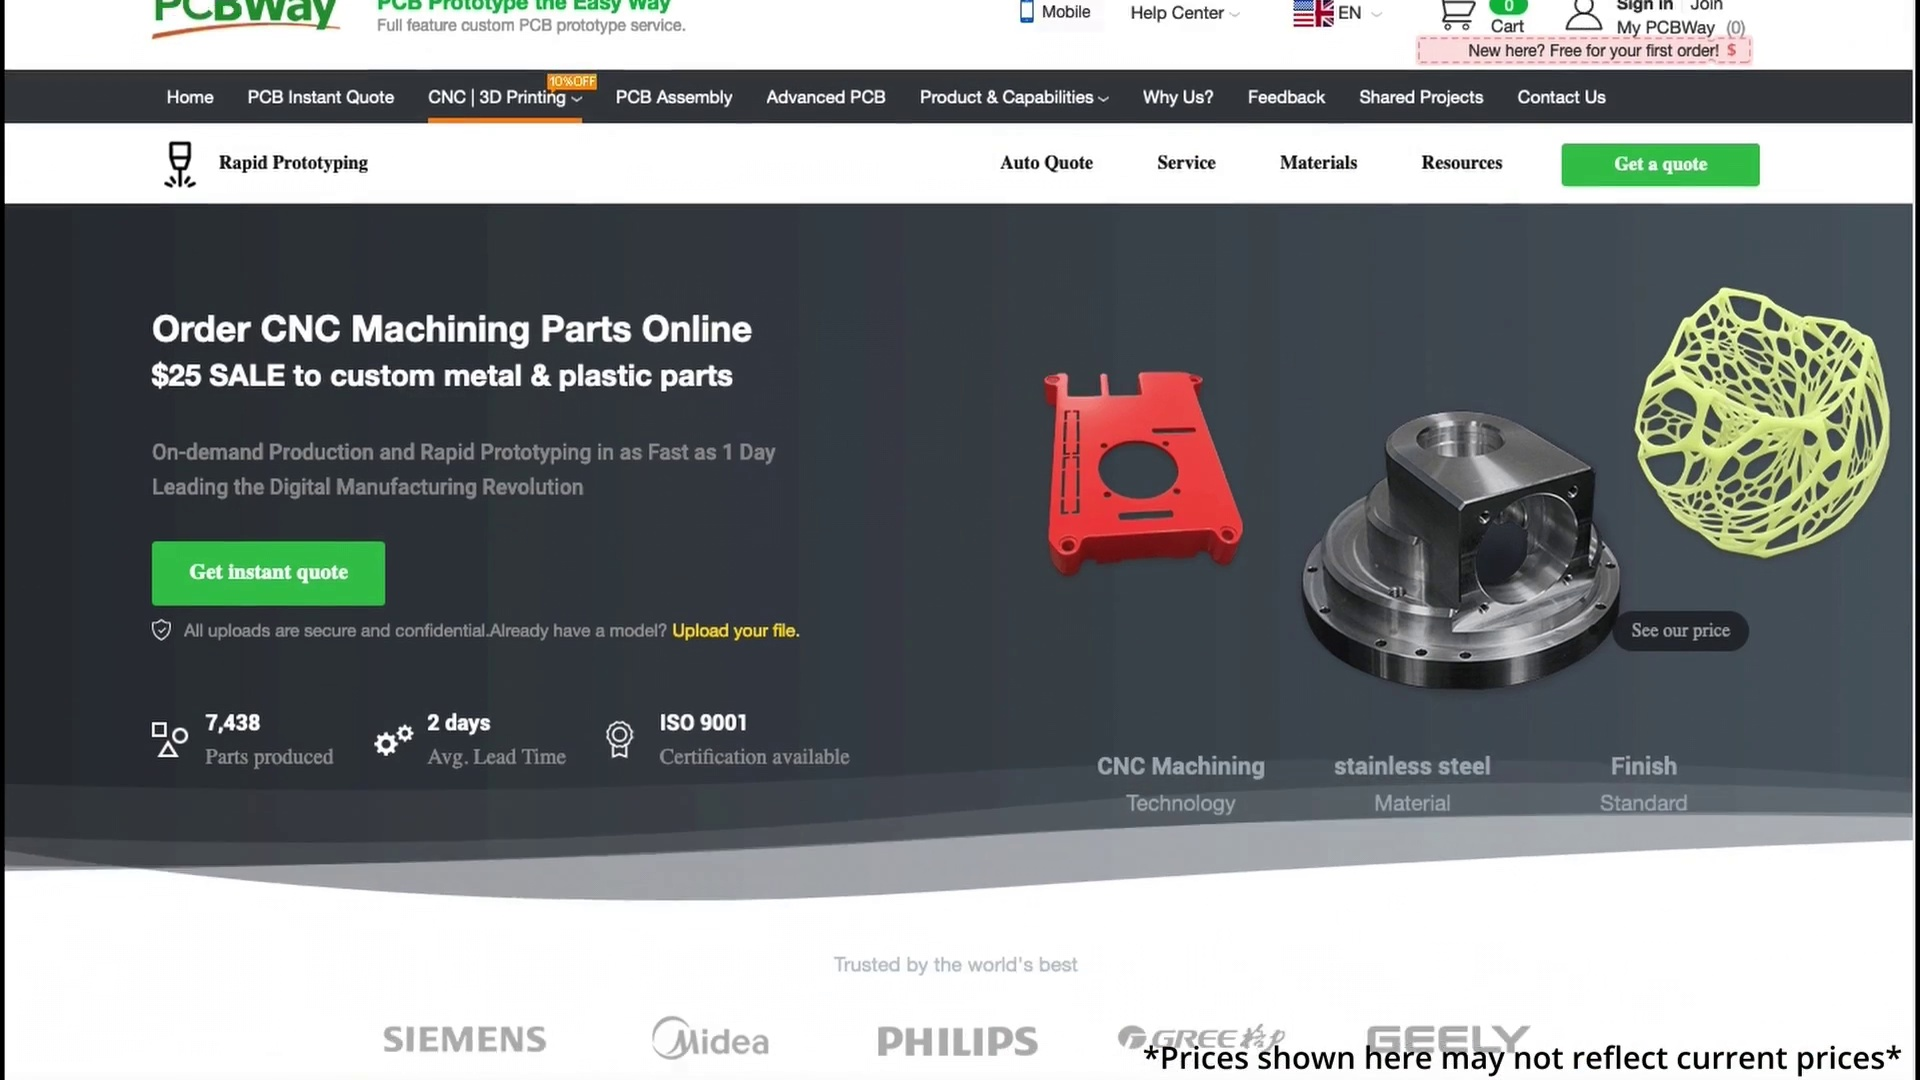 PCBWay
PCB Prototype the Easy Way
Full feature custom PCB prototype service.
Mobile
Help Center
EN
0
Cart
Sign in | Join
My PCBWay (0)
New here? Free for your first order! $
Home
PCB Instant Quote
CNC | 3D Printing
10%OFF
PCB Assembly
Advanced PCB
Product & Capabilities
Why Us?
Feedback
Shared Projects
Contact Us
Rapid Prototyping
Auto Quote
Service
Materials
Resources
Get a quote
Order CNC Machining Parts Online
$25 SALE to custom metal & plastic parts
On-demand Production and Rapid Prototyping in as Fast as 1 Day
Leading the Digital Manufacturing Revolution
Get instant quote
All uploads are secure and confidential.Already have a model? Upload your file.
See our price
7,438
Parts produced
2 days
Avg. Lead Time
ISO 9001
Certification available
CNC Machining
Technology
stainless steel
Material
Finish
Standard
Trusted by the world's best
SIEMENS
Midea
PHILIPS
GREE格力
GEELY
*Prices shown here may not reflect current prices*